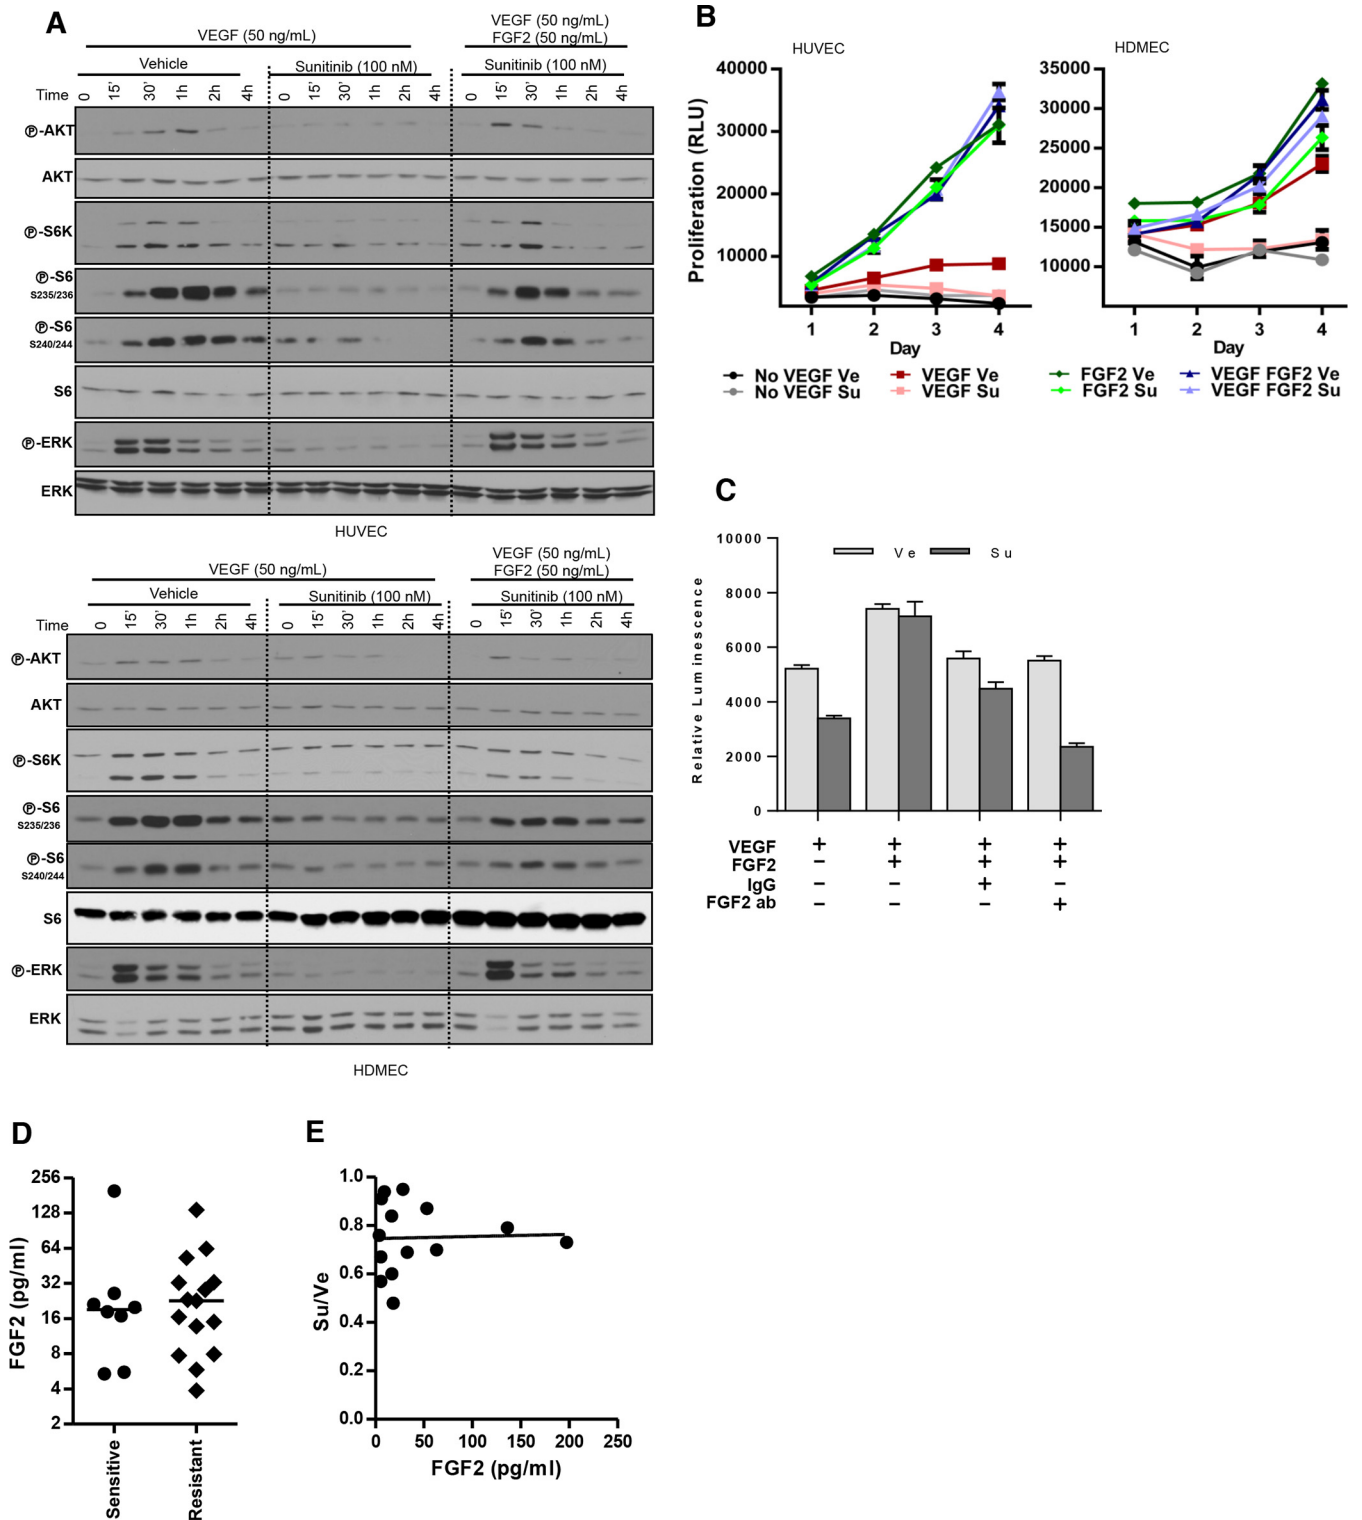 A
VEGF (50 ng/mL)
VEGF (50 ng/mL)
FGF2 (50 ng/mL)
Vehicle
Sunitinib (100 nM)
Sunitinib (100 nM)
Time 0 15' 30' 1h 2h 4h 0 15' 30' 1h 2h 4h 0 15' 30' 1h 2h 4h
Ⓟ-AKT
AKT
Ⓟ-S6K
Ⓟ-S6
S235/236
Ⓟ-S6
S240/244
S6
Ⓟ-ERK
ERK
HUVEC
VEGF (50 ng/mL)
VEGF (50 ng/mL)
FGF2 (50 ng/mL)
Vehicle
Sunitinib (100 nM)
Sunitinib (100 nM)
Time 0 15' 30' 1h 2h 4h 0 15' 30' 1h 2h 4h 0 15' 30' 1h 2h 4h
Ⓟ-AKT
AKT
Ⓟ-S6K
Ⓟ-S6
S235/236
Ⓟ-S6
S240/244
S6
Ⓟ-ERK
ERK
HDMEC
B
HUVEC
Proliferation (RLU)
40000
30000
20000
10000
1 2 3 4
Day
HDMEC
35000
30000
25000
20000
15000
10000
1 2 3 4
Day
No VEGF Ve
No VEGF Su
VEGF Ve
VEGF Su
FGF2 Ve
FGF2 Su
VEGF FGF2 Ve
VEGF FGF2 Su
C
Relative Luminescence
10000
8000
6000
4000
2000
0
Ve Su
VEGF + + + +
FGF2 – + + +
IgG – – + –
FGF2 ab – – – +
D
FGF2 (pg/ml)
256
128
64
32
16
8
4
2
Sensitive
Resistant
E
Su/Ve
1.0
0.8
0.6
0.4
0.2
0.0
0 50 100 150 200 250
FGF2 (pg/ml)